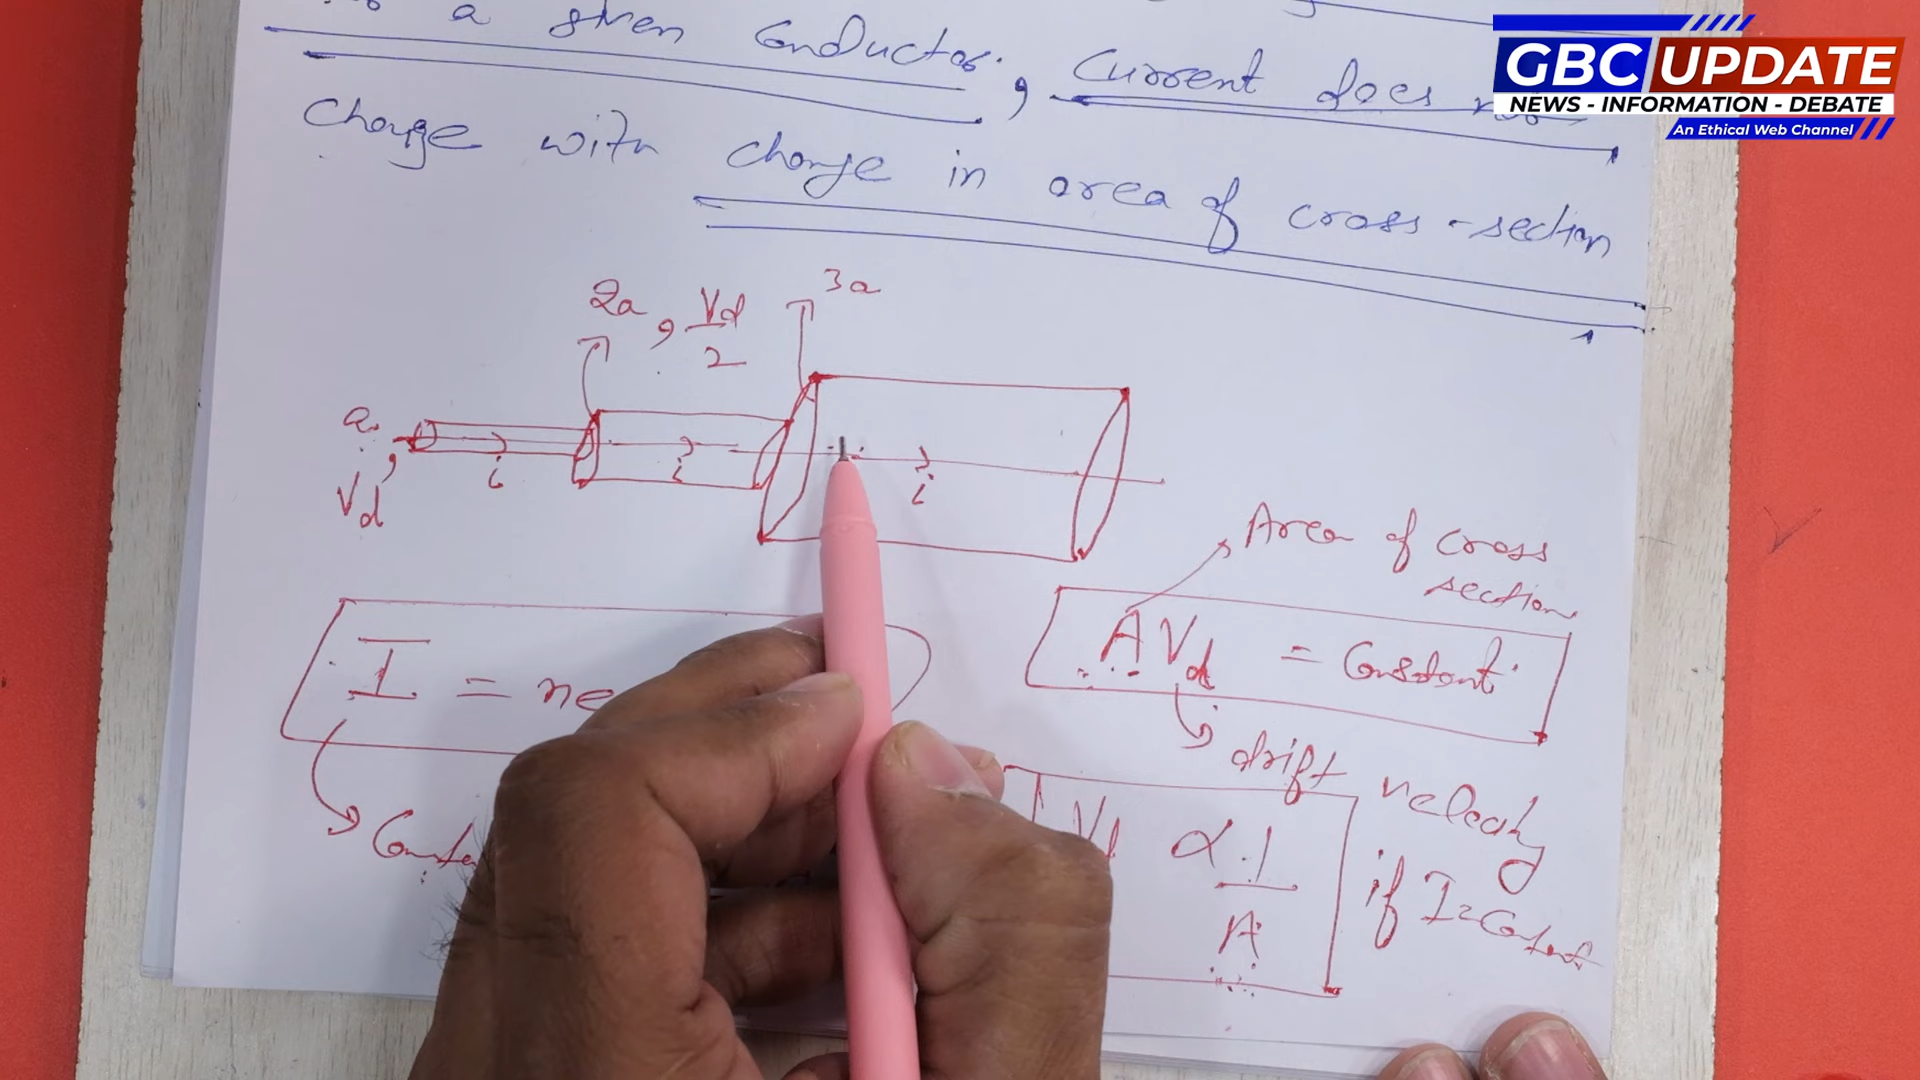 a given Conductor, Current does not
change with change in area of cross-section
2a, Vd/2
3a
a,
Vd
i
i
i
Area of cross
section
I = ne
AVd = Constant
drift velocity
Vd ∝ 1/A
if I = Constant
GBC UPDATE
NEWS - INFORMATION - DEBATE
An Ethical Web Channel